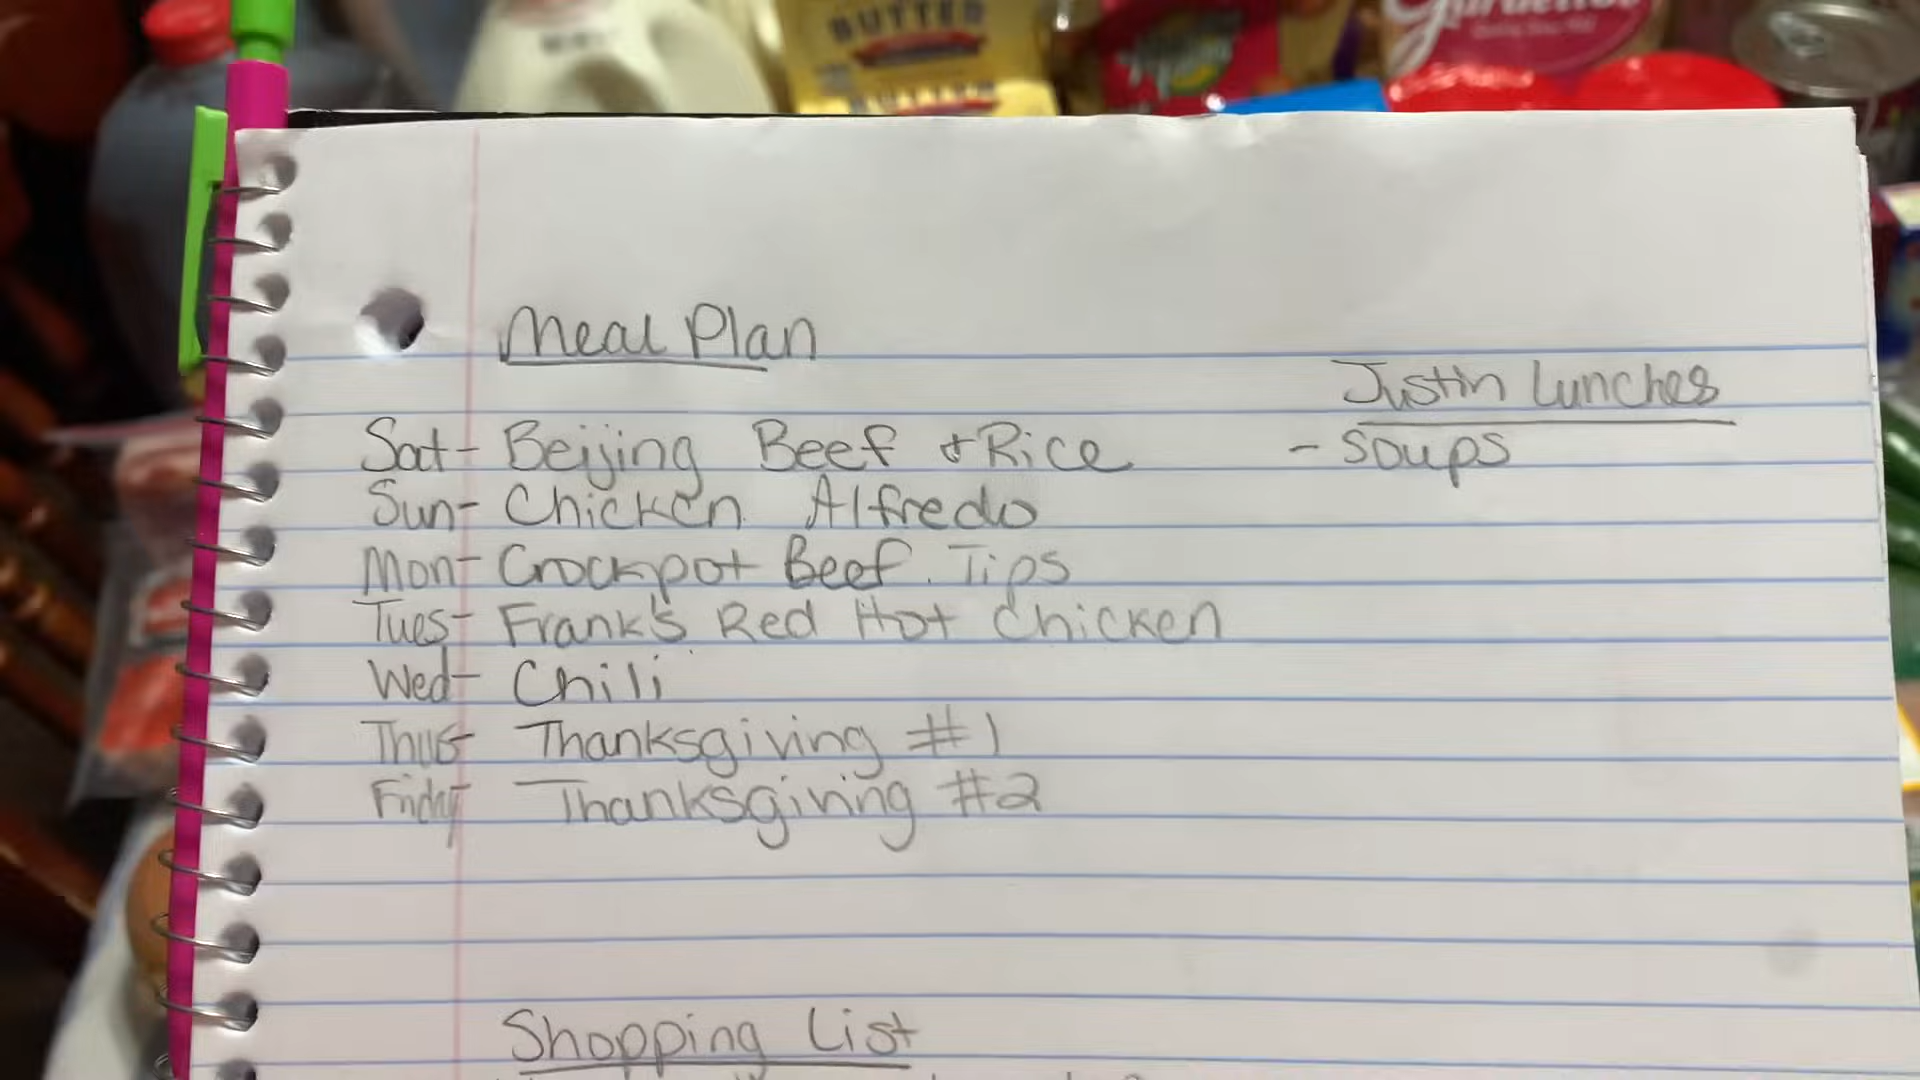 BUTTER
Meal Plan
Justin Lunches
Sat- Beijing Beef & Rice
- Soups
Sun- Chicken Alfredo
Mon- Crockpot Beef Tips
Tues- Frank's Red Hot Chicken
Wed- Chili
Thurs- Thanksgiving #1
Friday Thanksgiving #2
Shopping List